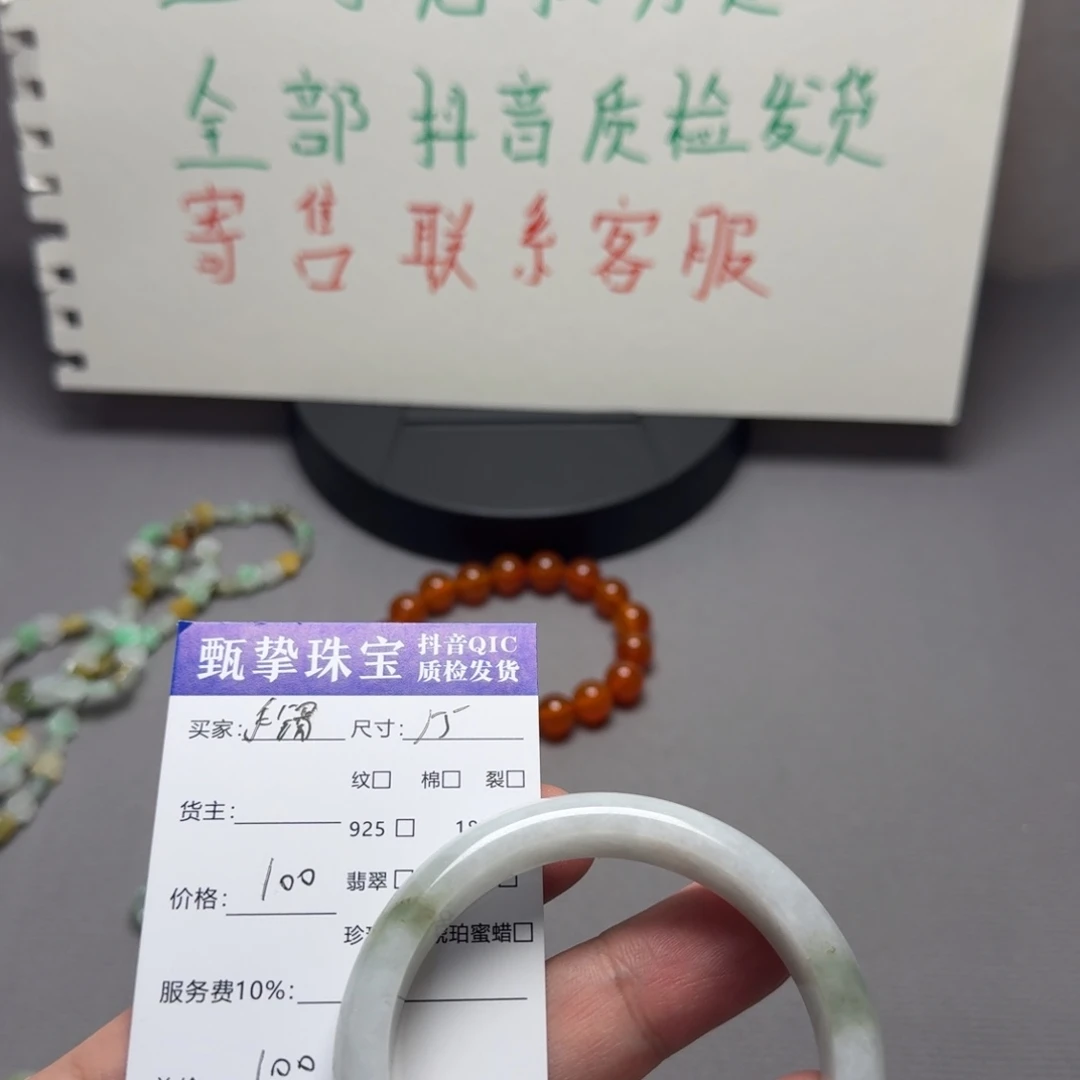 全部抖音质检发货
寄售联系客服
甄挚珠宝 抖音QIC
质检发货
买家: 尺寸:
纹□ 棉□ 裂□
货主:
925□
价格:100 翡翠□
珀蜜蜡□
服务费10%:
100